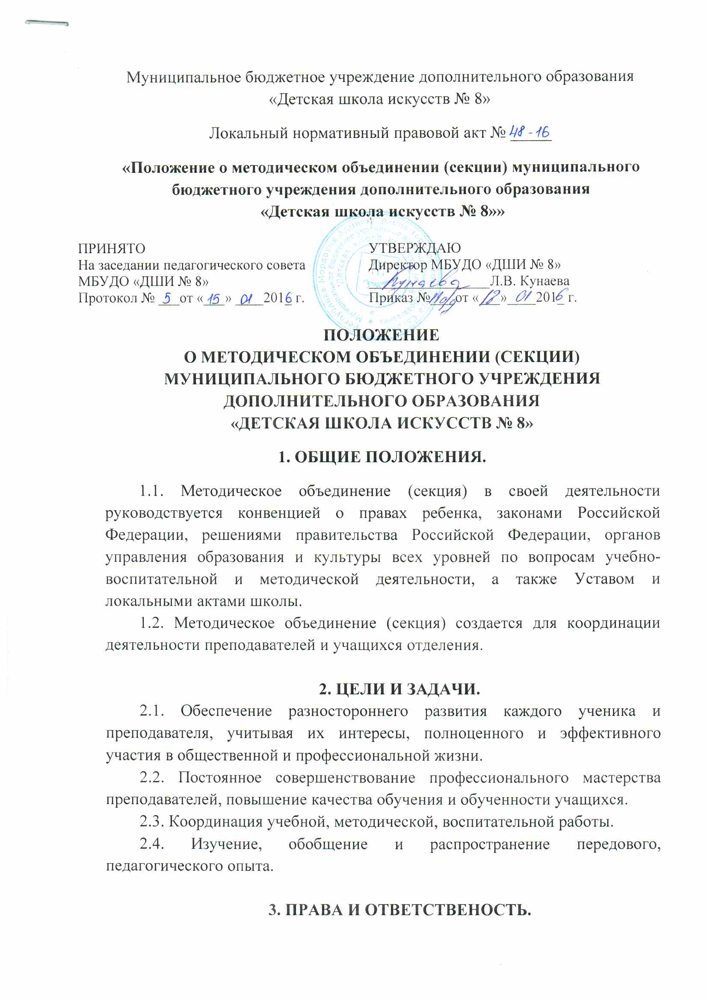 Муниципальное бюджетное учреждение дополнительного образования
«Детская школа искусств № 8»
Локальный нормативный правовой акт № 48-16
«Положение о методическом объединении (секции) муниципального
бюджетного учреждения дополнительного образования
«Детская школа искусств № 8»»
ПРИНЯТО
На заседании педагогического совета
МБУДО «ДШИ № 8»
Протокол № 5 от «15» 01 2016 г.
УТВЕРЖДАЮ
Директор МБУДО «ДШИ № 8»
Кунаева Л.В. Кунаева
Приказ № от «18» 01 2016 г.
ПОЛОЖЕНИЕ
О МЕТОДИЧЕСКОМ ОБЪЕДИНЕНИИ (СЕКЦИИ)
МУНИЦИПАЛЬНОГО БЮДЖЕТНОГО УЧРЕЖДЕНИЯ
ДОПОЛНИТЕЛЬНОГО ОБРАЗОВАНИЯ
«ДЕТСКАЯ ШКОЛА ИСКУССТВ № 8»
1. ОБЩИЕ ПОЛОЖЕНИЯ.
1.1. Методическое объединение (секция) в своей деятельности
руководствуется конвенцией о правах ребенка, законами Российской
Федерации, решениями правительства Российской Федерации, органов
управления образования и культуры всех уровней по вопросам учебно-
воспитательной и методической деятельности, а также Уставом и
локальными актами школы.
1.2. Методическое объединение (секция) создается для координации
деятельности преподавателей и учащихся отделения.
2. ЦЕЛИ И ЗАДАЧИ.
2.1. Обеспечение разностороннего развития каждого ученика и
преподавателя, учитывая их интересы, полноценного и эффективного
участия в общественной и профессиональной жизни.
2.2. Постоянное совершенствование профессионального мастерства
преподавателей, повышение качества обучения и обученности учащихся.
2.3. Координация учебной, методической, воспитательной работы.
2.4. Изучение, обобщение и распространение передового,
педагогического опыта.
3. ПРАВА И ОТВЕТСТВЕНОСТЬ.